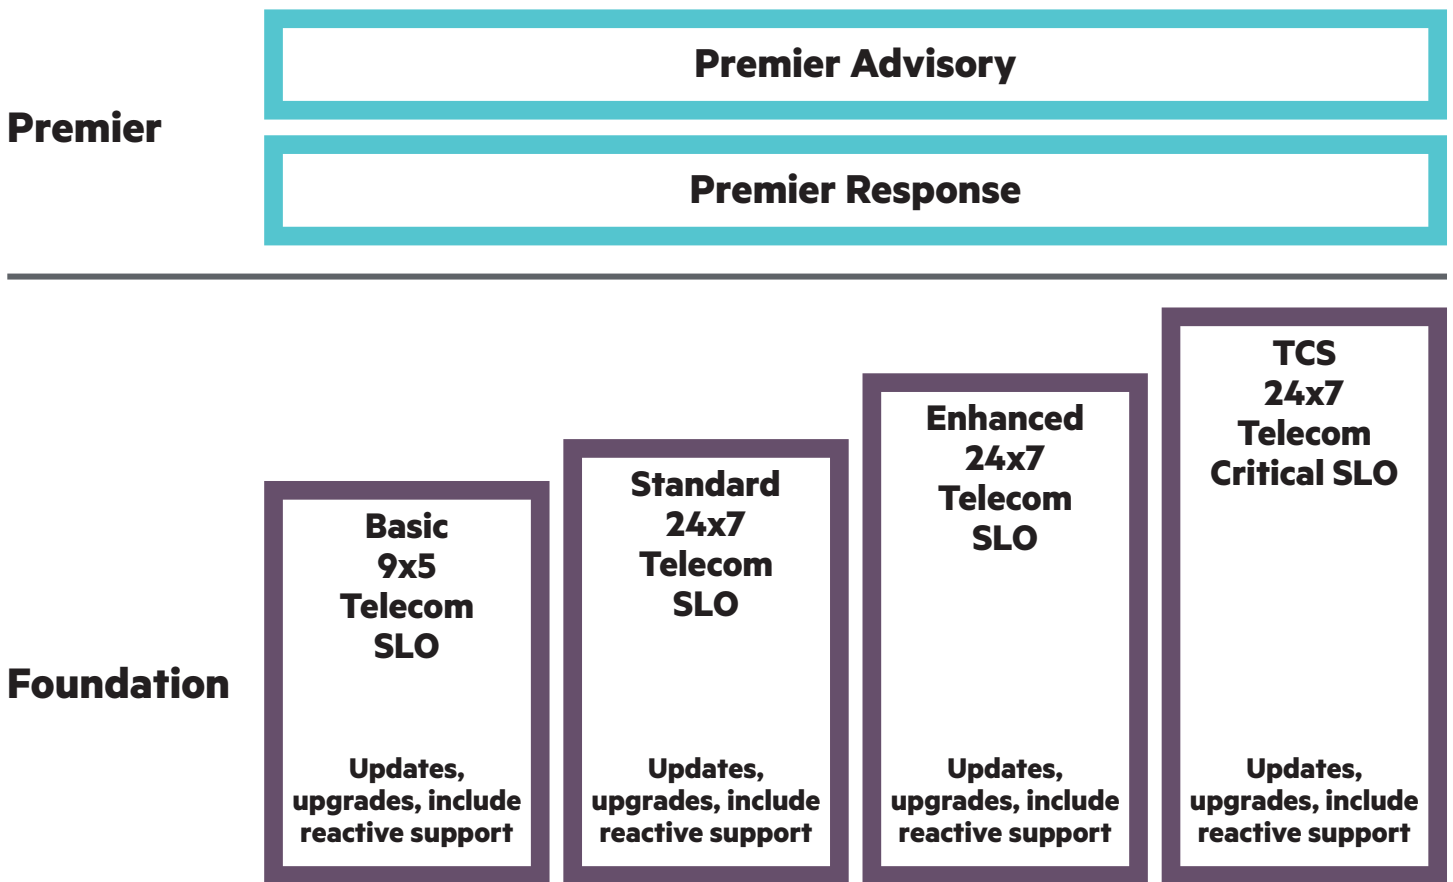 Premier
Premier Advisory
Premier Response
Foundation
Basic
9x5
Telecom
SLO
Updates,
upgrades, include
reactive support
Standard
24x7
Telecom
SLO
Updates,
upgrades, include
reactive support
Enhanced
24x7
Telecom
SLO
Updates,
upgrades, include
reactive support
TCS
24x7
Telecom
Critical SLO
Updates,
upgrades, include
reactive support